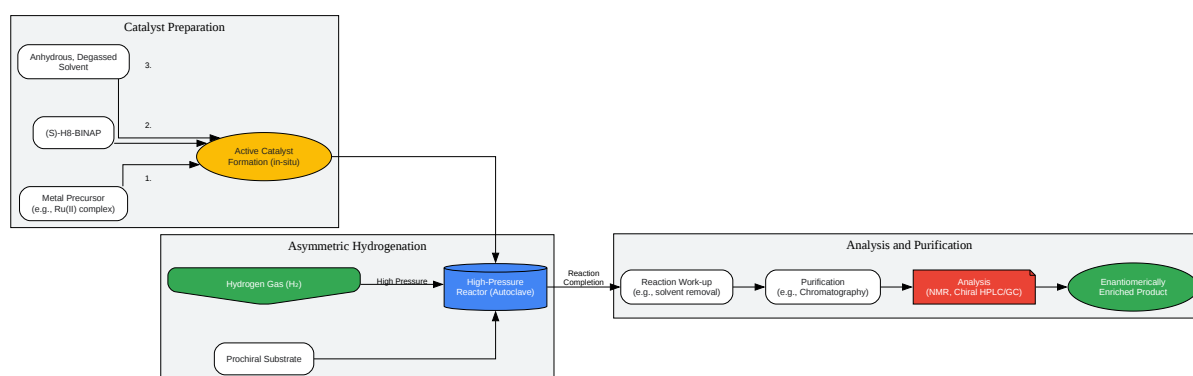 Catalyst Preparation
Anhydrous, Degassed
Solvent
3.
(S)-H8-BINAP
2.
Active Catalyst
Formation (in-situ)
1.
Metal Precursor
(e.g., Ru(II) complex)
Asymmetric Hydrogenation
Hydrogen Gas (H₂)
High Pressure
High-Pressure
Reactor (Autoclave)
Prochiral Substrate
Reaction
Completion
Analysis and Purification
Reaction Work-up
(e.g., solvent removal)
Purification
(e.g., Chromatography)
Analysis
(NMR, Chiral HPLC/GC)
Enantiomerically
Enriched Product